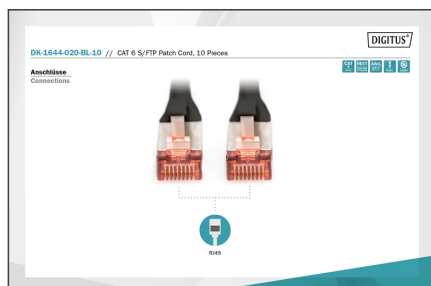 DIGITUS®
DK-1644-020-BL-10 // CAT 6 S/FTP Patch Cord, 10 Pieces
Anschlüsse
Connections
RJ45